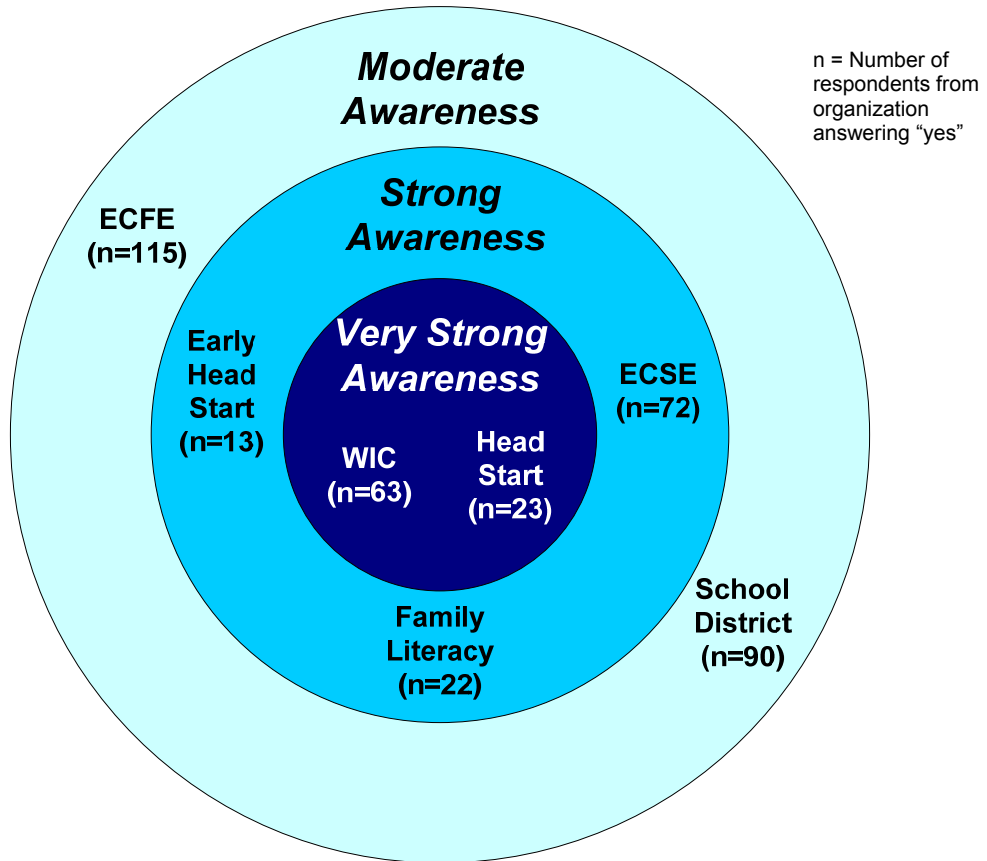 Moderate
Awareness
n = Number of
respondents from
organization
answering “yes”
Strong
Awareness
ECFE
(n=115)
Very Strong
Awareness
Early
Head
Start
(n=13)
ECSE
(n=72)
WIC
(n=63)
Head
Start
(n=23)
Family
Literacy
(n=22)
School
District
(n=90)